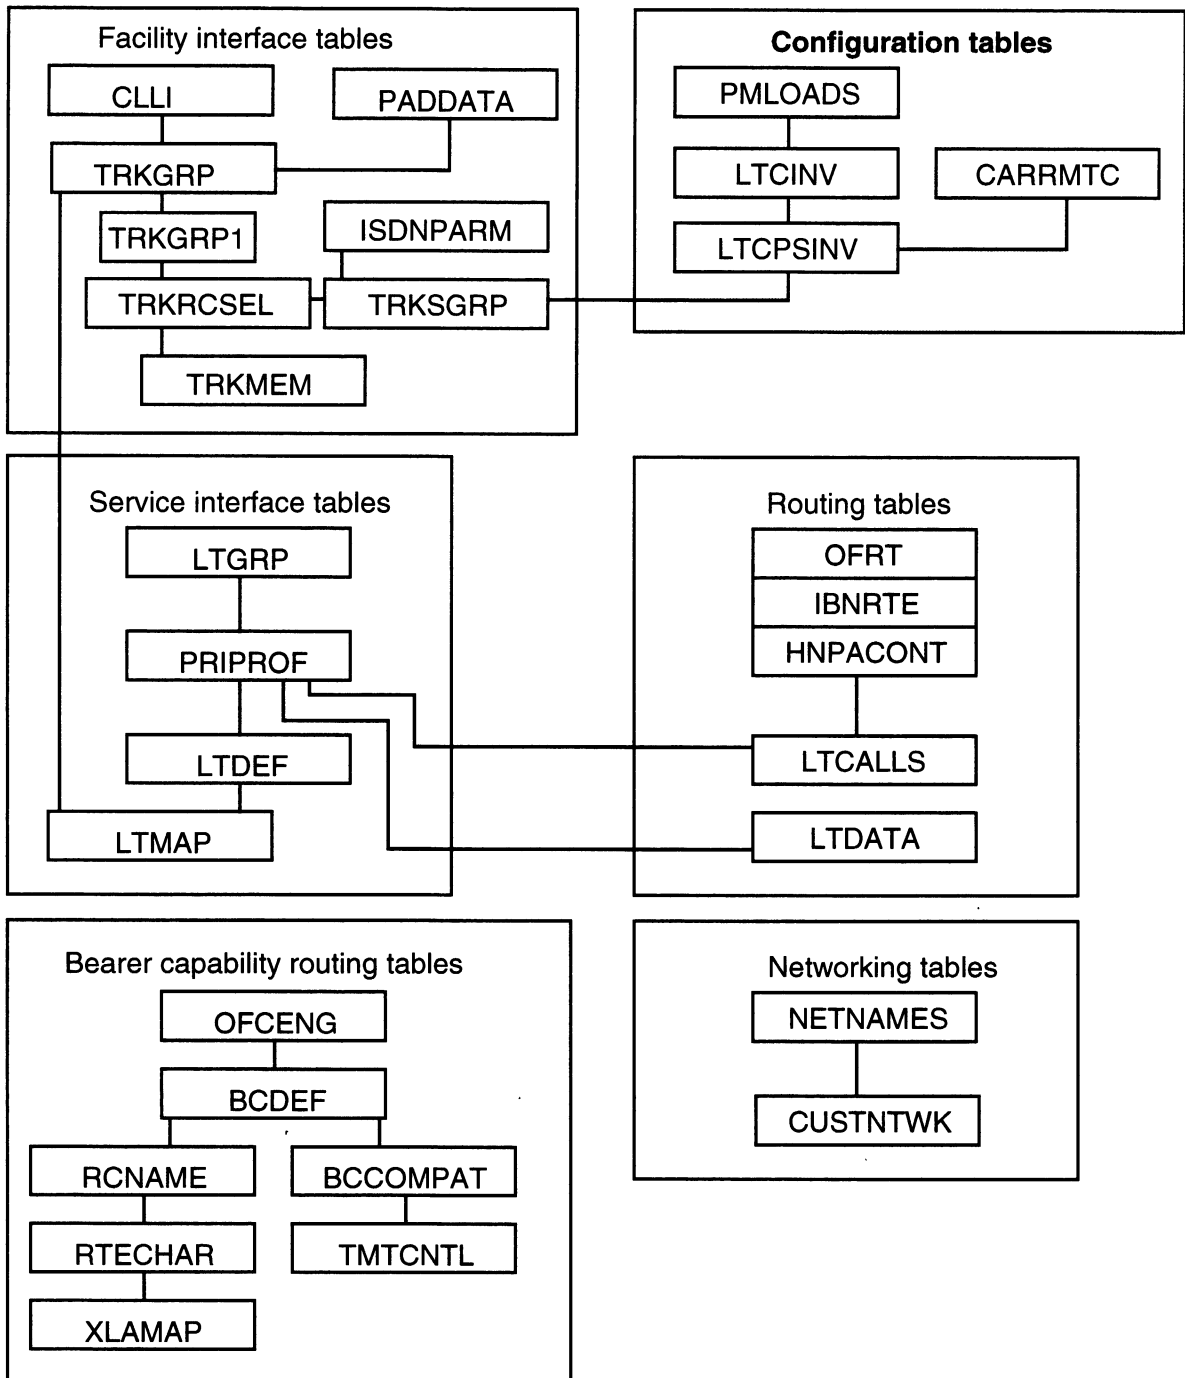 Facility interface tables
CLLI
PADDATA
TRKGRP
TRKGRP1
ISDNPARM
TRKRCSEL
TRKSGRP
TRKMEM
Configuration tables
PMLOADS
LTCINV
CARRMTC
LTCPSINV
Service interface tables
LTGRP
PRIPROF
LTDEF
LTMAP
Routing tables
OFRT
IBNRTE
HNPACONT
LTCALLS
LTDATA
Bearer capability routing tables
OFCENG
BCDEF
RCNAME
BCCOMPAT
RTECHAR
TMTCNTL
XLAMAP
Networking tables
NETNAMES
CUSTNTWK